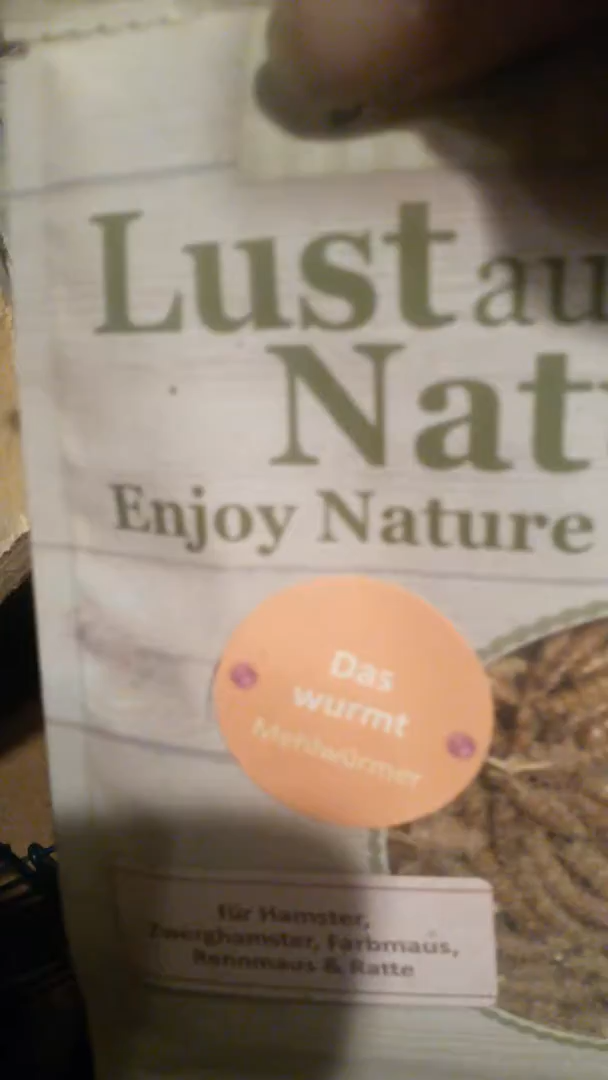 Lust au
Nat
Enjoy Nature
Das
wurmt
Mehlwürmer
für Hamster,
Zwerghamster, Farbmaus,
Rennmaus & Ratte